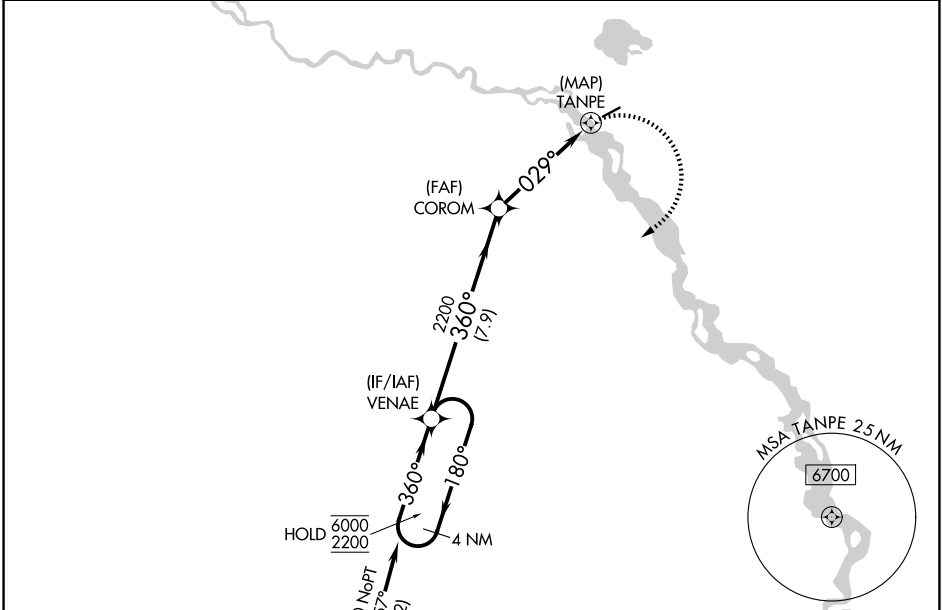 (MAP)
TANPE
029°
(FAF)
COROM
2200
360°
(7.9)
(IF/IAF)
VENAE
MSA TANPE 25 NM
6700
360°
180°
HOLD 6000
2200
4 NM
NoPT